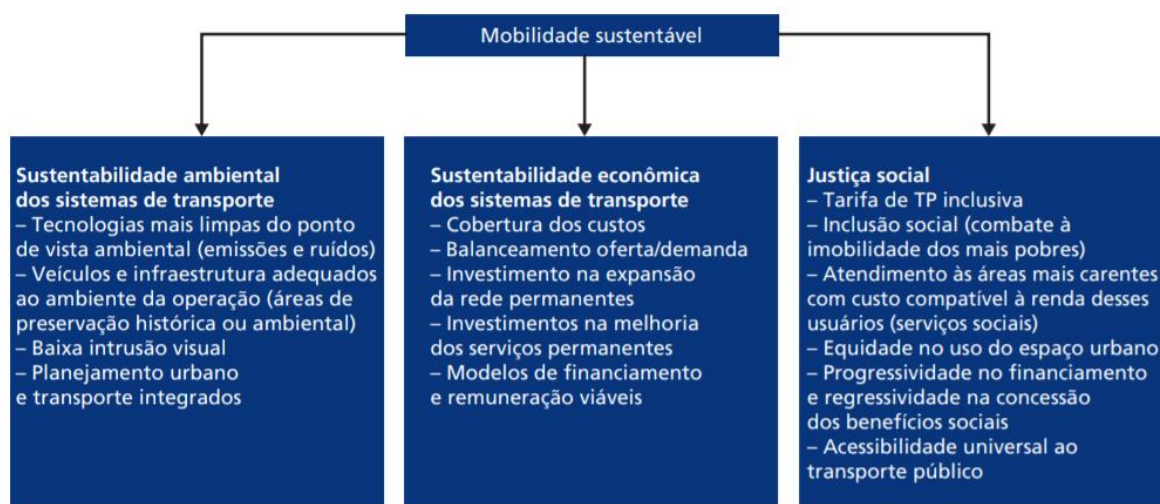 Mobilidade sustentável
Sustentabilidade ambiental
dos sistemas de transporte
– Tecnologias mais limpas do ponto
de vista ambiental (emissões e ruídos)
– Veículos e infraestrutura adequados
ao ambiente da operação (áreas de
preservação histórica ou ambiental)
– Baixa intrusão visual
– Planejamento urbano
e transporte integrados
Sustentabilidade econômica
dos sistemas de transporte
– Cobertura dos custos
– Balanceamento oferta/demanda
– Investimento na expansão
da rede permanentes
– Investimentos na melhoria
dos serviços permanentes
– Modelos de financiamento
e remuneração viáveis
Justiça social
– Tarifa de TP inclusiva
– Inclusão social (combate à
imobilidade dos mais pobres)
– Atendimento às áreas mais carentes
com custo compatível à renda desses
usuários (serviços sociais)
– Equidade no uso do espaço urbano
– Progressividade no financiamento
e regressividade na concessão
dos benefícios sociais
– Acessibilidade universal ao
transporte público